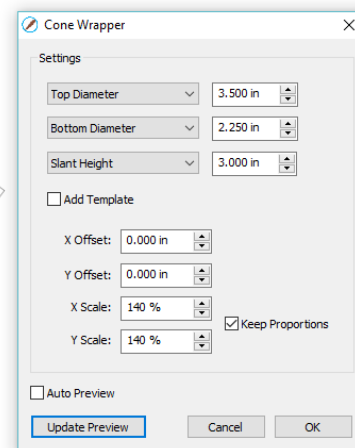 Cone Wrapper
Settings
Top Diameter 3.500 in
Bottom Diameter 2.250 in
Slant Height 3.000 in
Add Template
X Offset: 0.000 in
Y Offset: 0.000 in
X Scale: 140 %
Keep Proportions
Y Scale: 140 %
Auto Preview
Update Preview Cancel OK